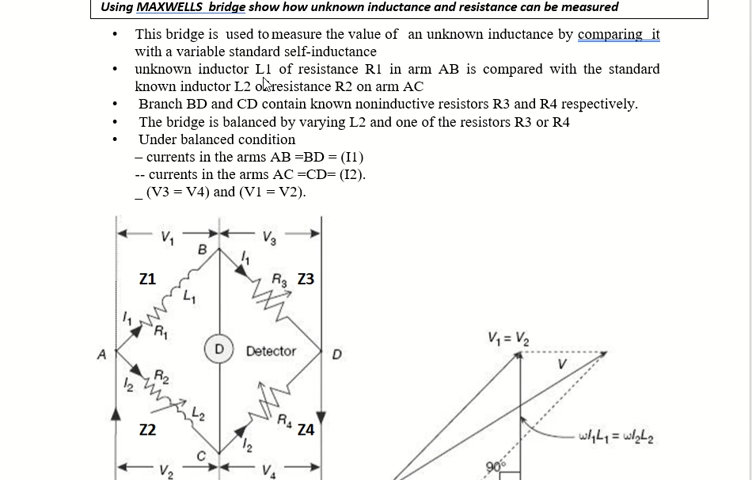 Using MAXWELLS bridge show how unknown inductance and resistance can be measured
• This bridge is used to measure the value of an unknown inductance by comparing it
with a variable standard self-inductance
• unknown inductor L1 of resistance R1 in arm AB is compared with the standard
known inductor L2 of resistance R2 on arm AC
• Branch BD and CD contain known noninductive resistors R3 and R4 respectively.
• The bridge is balanced by varying L2 and one of the resistors R3 or R4
• Under balanced condition
– currents in the arms AB =BD = (I1)
-- currents in the arms AC =CD= (I2).
_ (V3 = V4) and (V1 = V2).
V1 V3
B I1
Z1 R3 Z3
L1
I1 R1
A D Detector D
I2 R2
L2 R4
Z2 Z4
C I2
V2 V4
V1 = V2
V
wI1L1 = wI2L2
90°